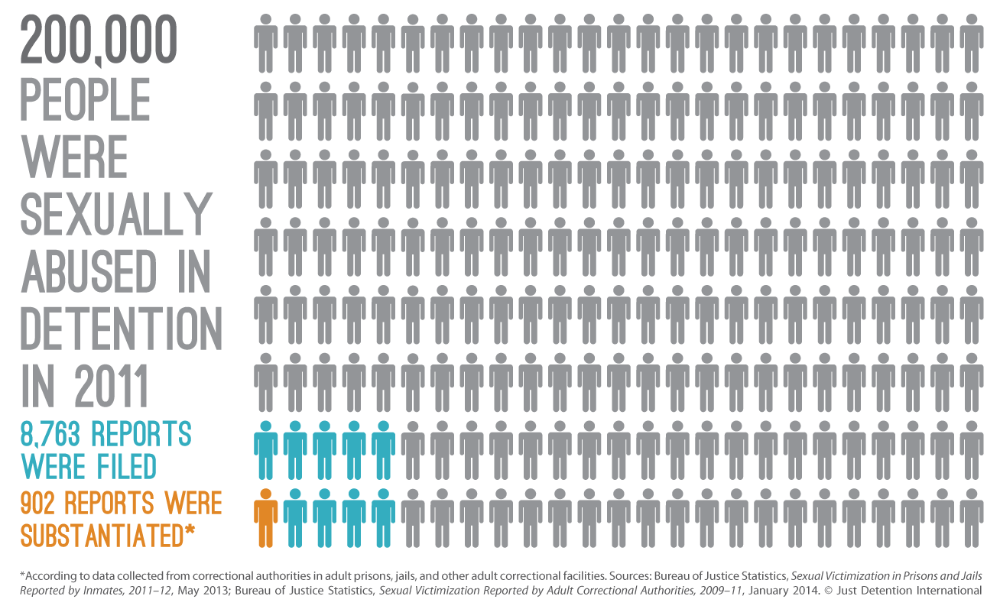 200,000
PEOPLE
WERE
SEXUALLY
ABUSED IN
DETENTION
IN 2011
8,763 REPORTS
WERE FILED
902 REPORTS WERE
SUBSTANTIATED*
*According to data collected from correctional authorities in adult prisons, jails, and other adult correctional facilities. Sources: Bureau of Justice Statistics, Sexual Victimization in Prisons and Jails
Reported by Inmates, 2011–12, May 2013; Bureau of Justice Statistics, Sexual Victimization Reported by Adult Correctional Authorities, 2009–11, January 2014. © Just Detention International